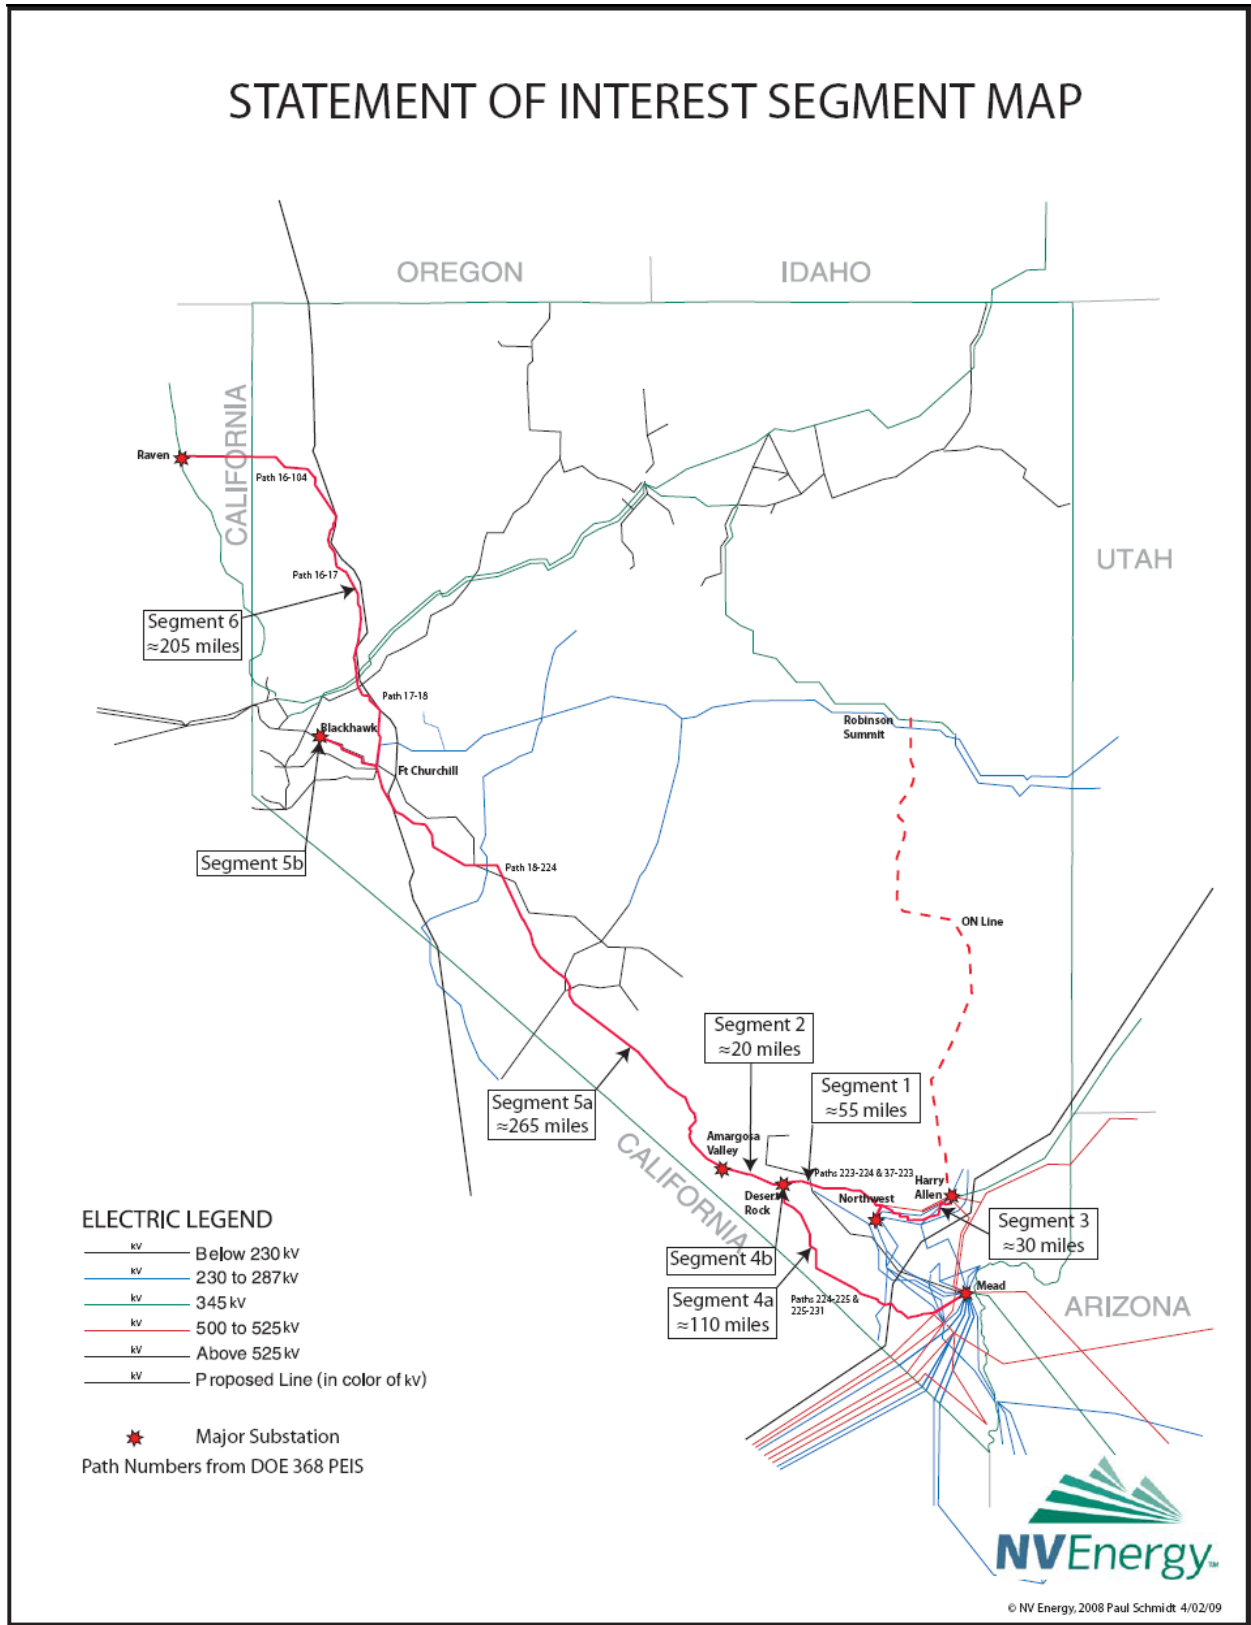 STATEMENT OF INTEREST SEGMENT MAP
OREGON
IDAHO
CALIFORNIA
Raven
Path 16-104
UTAH
Path 16-17
Segment 6
≈205 miles
Path 17-18
Robinson
Summit
Blackhawk
Ft Churchill
Segment 5b
Path 18-224
ON Line
Segment 2
≈20 miles
Segment 1
≈55 miles
Segment 5a
≈265 miles
Amargosa
Valley
CALIFORNIA
Paths 223-224 & 37-223
Harry
Allen
Northwest
Desert
Rock
Segment 3
≈30 miles
Segment 4b
Mead
Segment 4a
≈110 miles
Paths 224-225 &
225-231
ARIZONA
ELECTRIC LEGEND
kV Below 230 kV
kV 230 to 287kV
kV 345 kV
kV 500 to 525kV
kV Above 525 kV
kV Proposed Line (in color of kV)
Major Substation
Path Numbers from DOE 368 PEIS
NVEnergy™
© NV Energy, 2008 Paul Schmidt 4/02/09